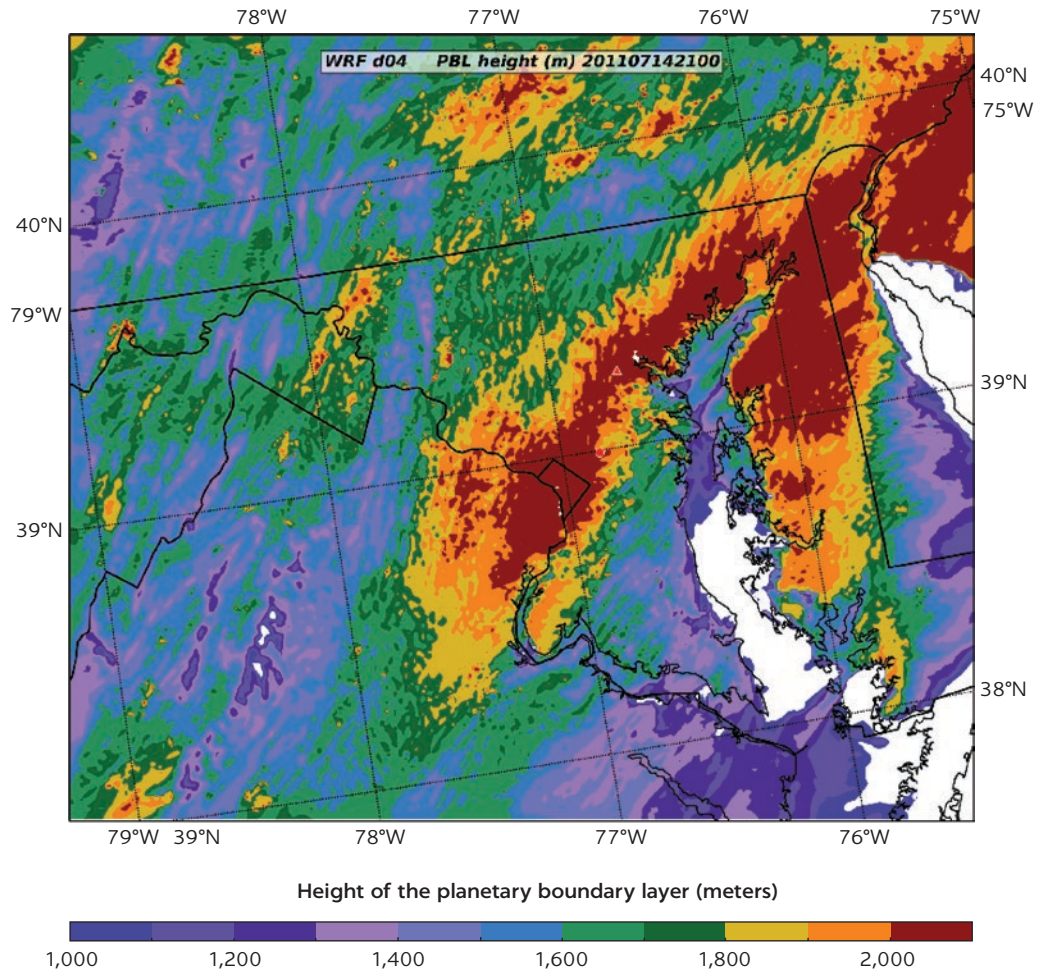 78°W 77°W 76°W 75°W
WRF d04 PBL height (m) 201107142100
40°N
75°W
40°N
79°W
39°N
39°N
38°N
79°W 39°N 78°W 77°W 76°W
Height of the planetary boundary layer (meters)
1,000 1,200 1,400 1,600 1,800 2,000